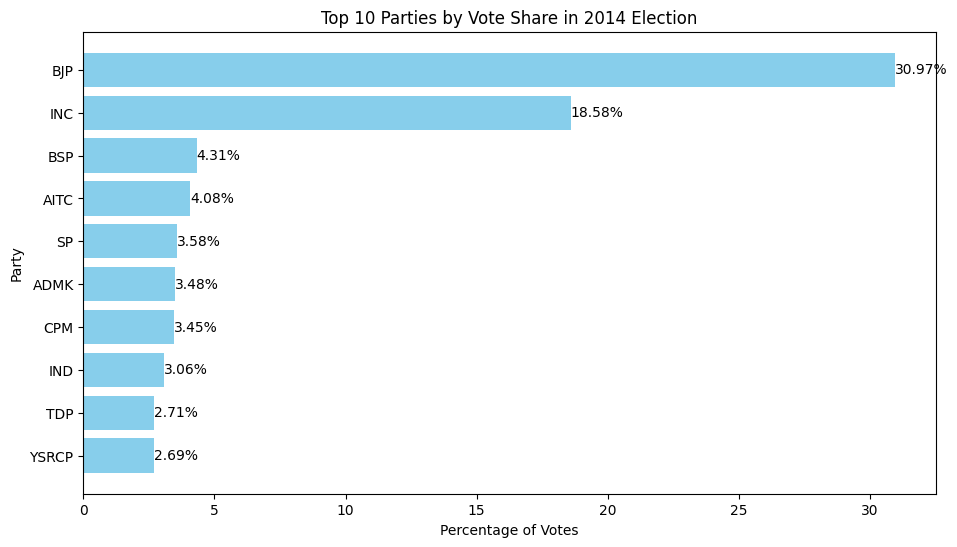 Top 10 Parties by Vote Share in 2014 Election
Party
BJP 30.97%
INC 18.58%
BSP 4.31%
AITC 4.08%
SP 3.58%
ADMK 3.48%
CPM 3.45%
IND 3.06%
TDP 2.71%
YSRCP 2.69%
0 5 10 15 20 25 30
Percentage of Votes